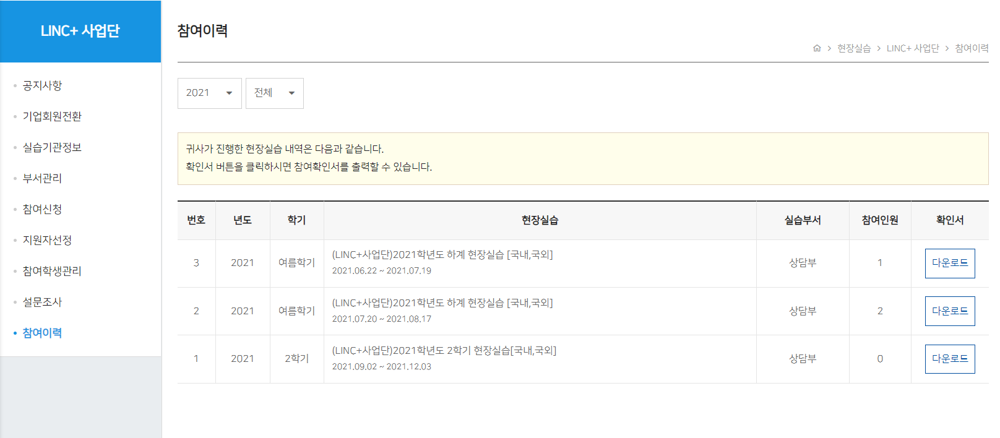 LINC+ 사업단
공지사항
기업회원전환
실습기관정보
부서관리
참여신청
지원자선정
참여학생관리
설문조사
참여이력
참여이력
현장실습 > LINC+ 사업단 > 참여이력
2021 전체
귀사가 진행한 현장실습 내역은 다음과 같습니다.
확인서 버튼을 클릭하시면 참여확인서를 출력할 수 있습니다.
번호 년도 학기 현장실습 실습부서 참여인원 확인서
3 2021 여름학기 (LINC+사업단)2021학년도 하계 현장실습 [국내,국외] 상담부 1 다운로드
2021.06.22 ~ 2021.07.19
2 2021 여름학기 (LINC+사업단)2021학년도 하계 현장실습 [국내,국외] 상담부 2 다운로드
2021.07.20 ~ 2021.08.17
1 2021 2학기 (LINC+사업단)2021학년도 2학기 현장실습[국내,국외] 상담부 0 다운로드
2021.09.02 ~ 2021.12.03